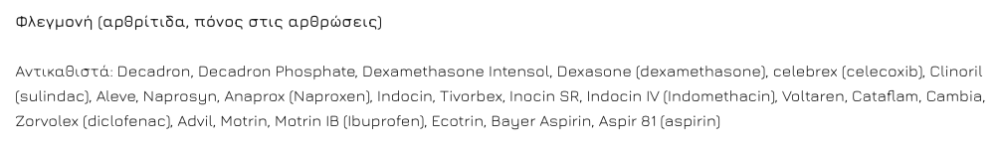 Φλεγμονή (αρθρίτιδα, πόνος στις αρθρώσεις)
Αντικαθιστά: Decadron, Decadron Phosphate, Dexamethasone Intensol, Dexasone (dexamethasone), celebrex (celecoxib), Clinoril
(sulindac), Aleve, Naprosyn, Anaprox (Naproxen), Indocin, Tivorbex, Inocin SR, Indocin IV (Indomethacin), Voltaren, Cataflam, Cambia,
Zorvolex (diclofenac), Advil, Motrin, Motrin IB (Ibuprofen), Ecotrin, Bayer Aspirin, Aspir 81 (aspirin)